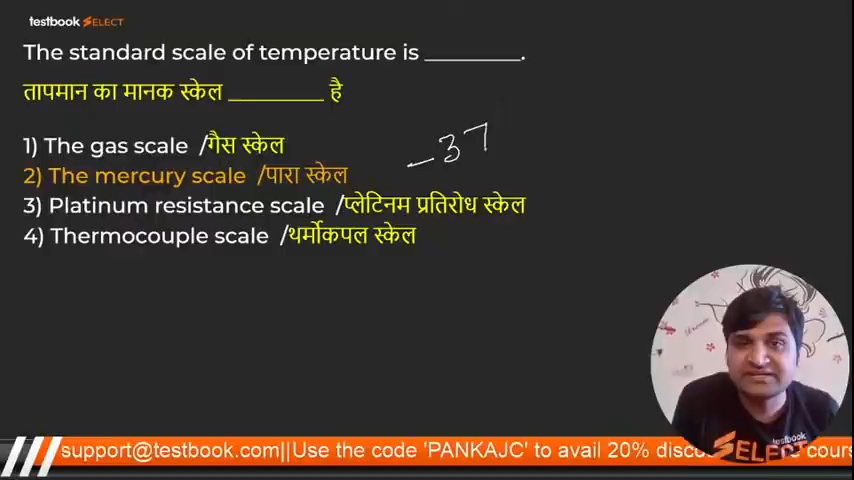 testbook SELECT
The standard scale of temperature is _________.
तापमान का मानक स्केल _________ है
1) The gas scale /गैस स्केल
2) The mercury scale /पारा स्केल
3) Platinum resistance scale /प्लेटिनम प्रतिरोध स्केल
4) Thermocouple scale /थर्मोकपल स्केल
-37
testbook
SELECT
support@testbook.com||Use the code 'PANKAJC' to avail 20% disco